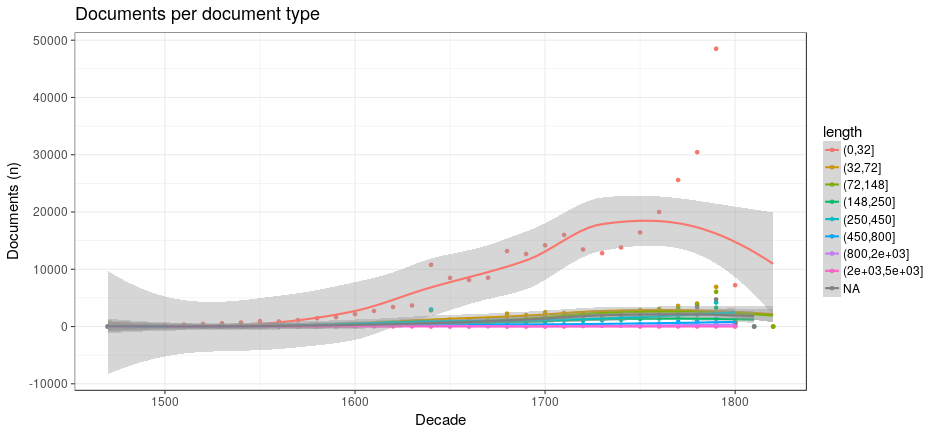 Documents per document type
50000
40000
30000
20000
10000
0
-10000
Documents (n)
1500
1600
1700
1800
Decade
length
(0,32]
(32,72]
(72,148]
(148,250]
(250,450]
(450,800]
(800,2e+03]
(2e+03,5e+03]
NA